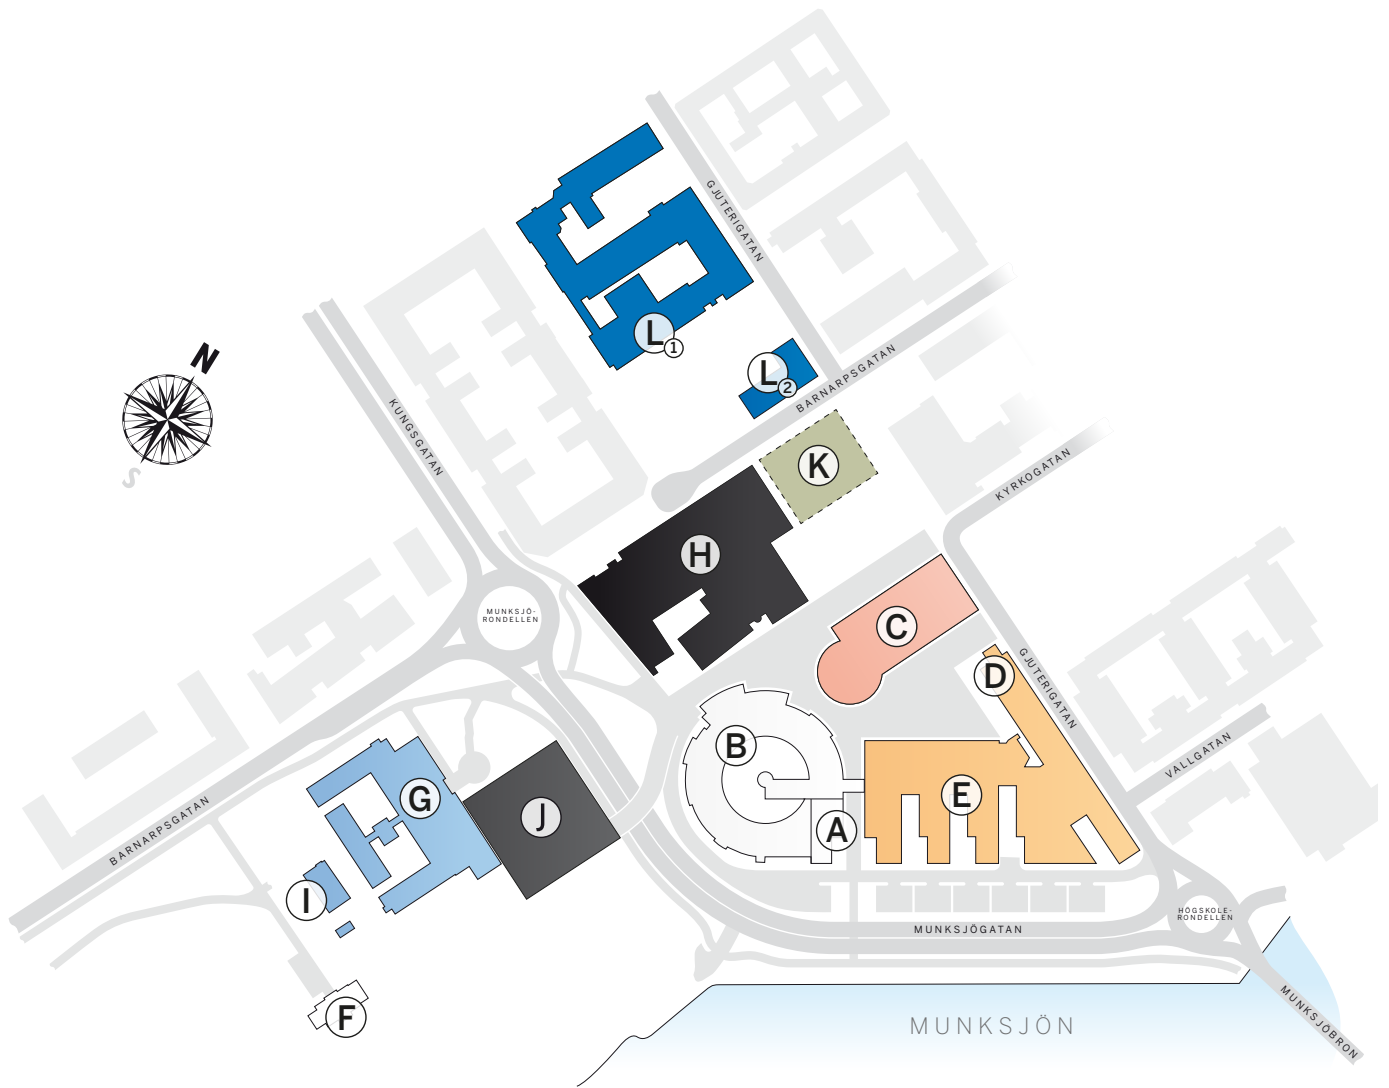 GJUTERIGATAN
L
1
N
L
2
BARNARPSGATAN
KUNGSGATAN
S
K
KYRKOGATAN
H
MUNKSJÖ-
RONDELLEN
C
D
GJUTERIGATAN
B
VALLGATAN
G
E
J
A
BARNARPSGATAN
I
HÖGSKOLE-
RONDELLEN
MUNKSJÖGATAN
F
MUNKSJÖN
MUNKSJÖBRON